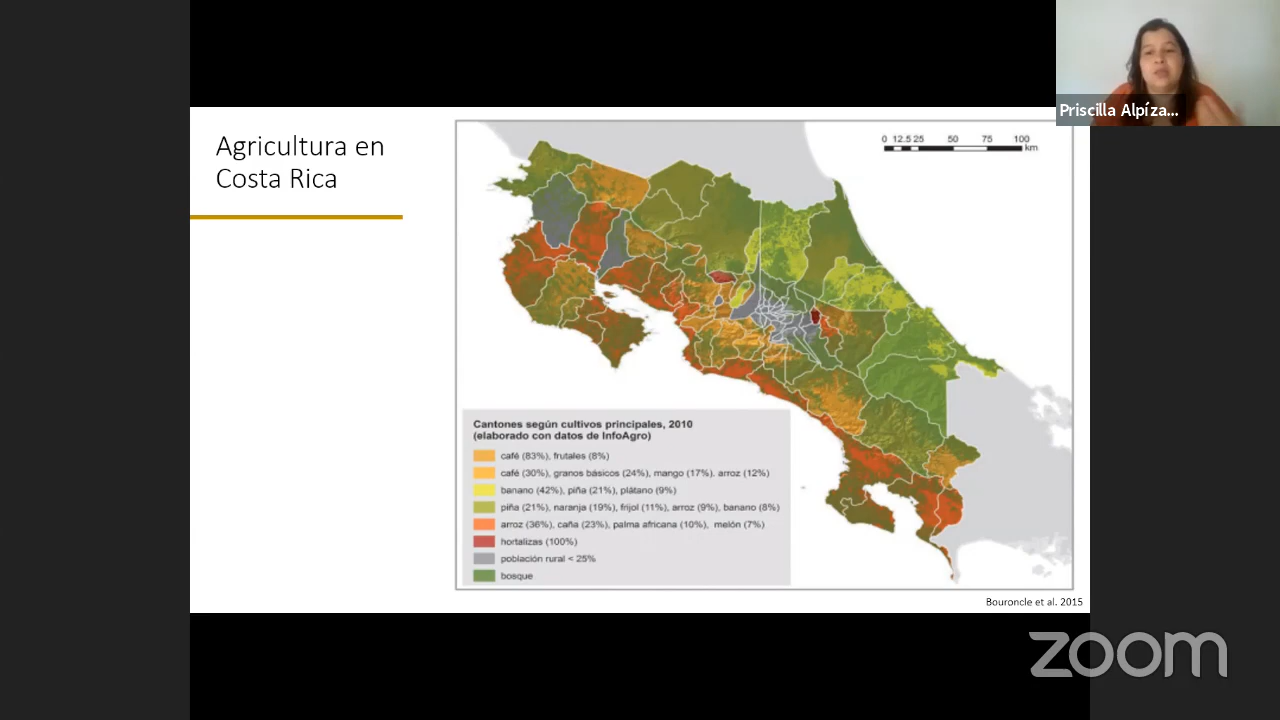 Priscilla Alpíza...
Agricultura en
Costa Rica
0 12.5 25 50 75 100
km
Cantones según cultivos principales, 2010
(elaborado con datos de InfoAgro)
café (83%), frutales (8%)
café (30%), granos básicos (24%), mango (17%). arroz (12%)
banano (42%), piña (21%), plátano (9%)
piña (21%), naranja (19%), frijol (11%), arroz (9%), banano (8%)
arroz (36%), caña (23%), palma africana (10%), melón (7%)
hortalizas (100%)
población rural < 25%
bosque
Bouroncle et al. 2015
zoom